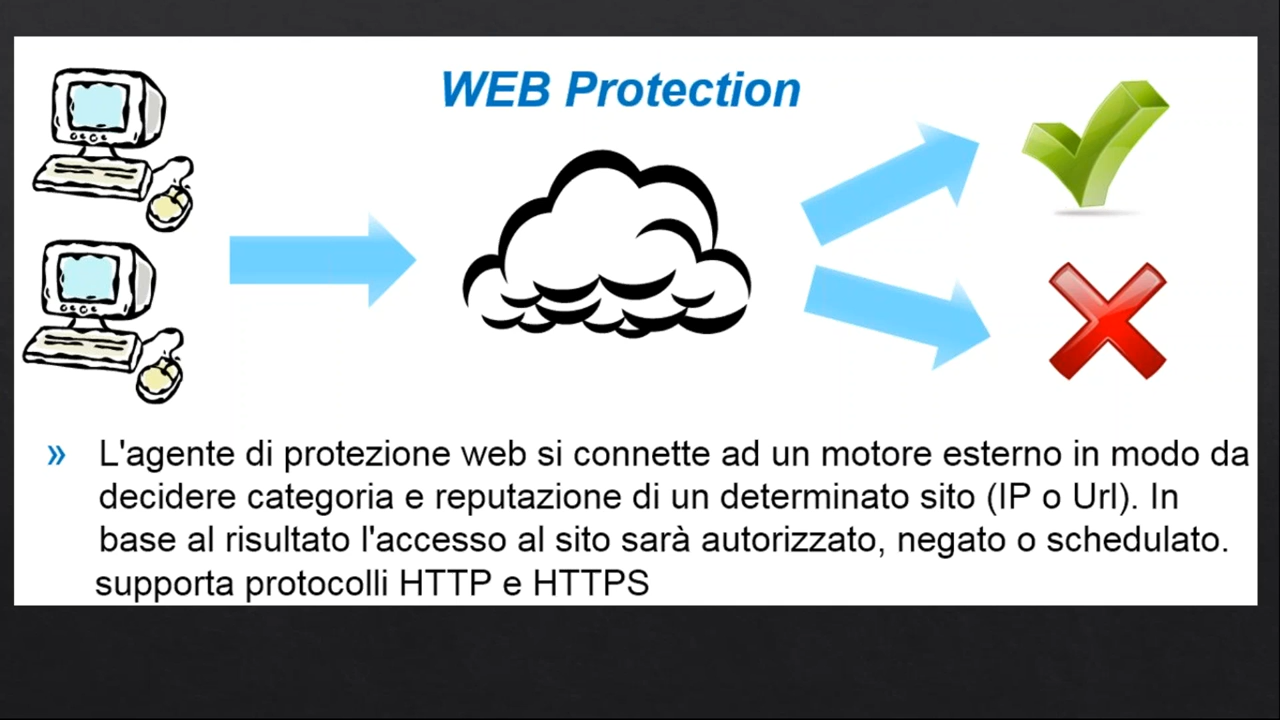 WEB Protection
» L'agente di protezione web si connette ad un motore esterno in modo da
decidere categoria e reputazione di un determinato sito (IP o Url). In
base al risultato l'accesso al sito sarà autorizzato, negato o schedulato.
supporta protocolli HTTP e HTTPS